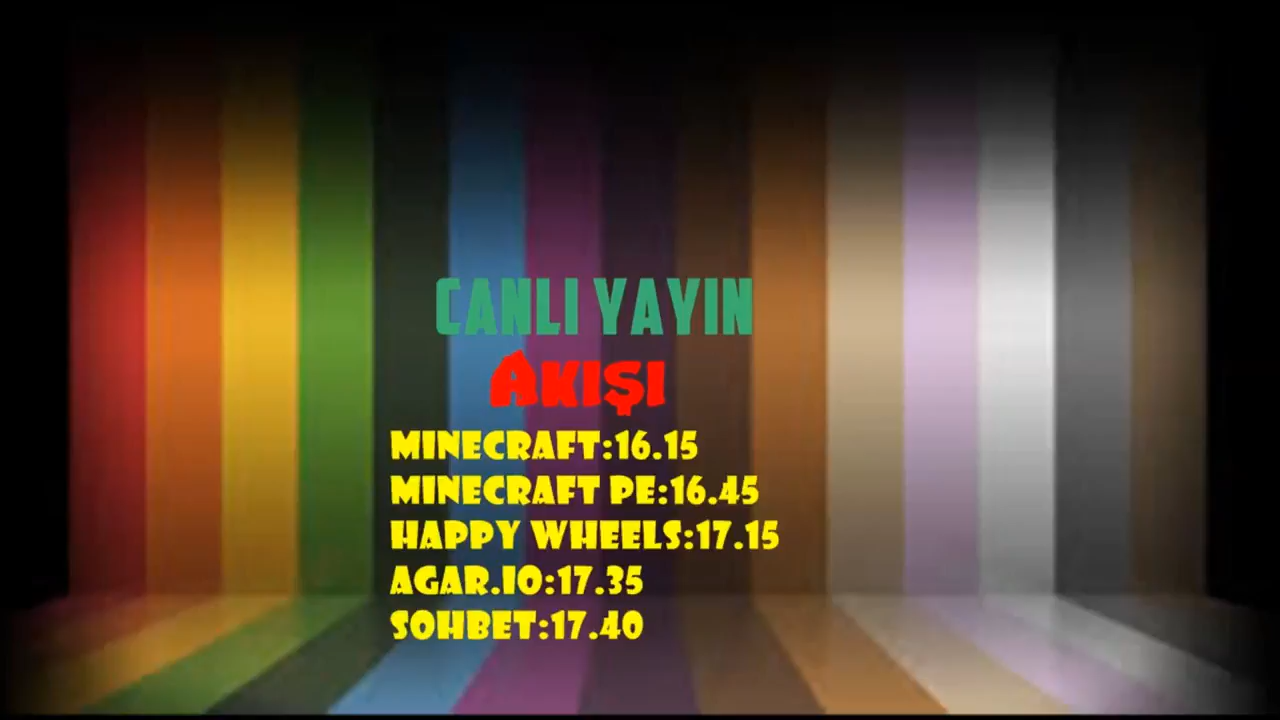 CANLI YAYIN
AKIŞI
MINECRAFT:16.15
MINECRAFT PE:16.45
HAPPY WHEELS:17.15
AGAR.IO:17.35
SOHBET:17.40